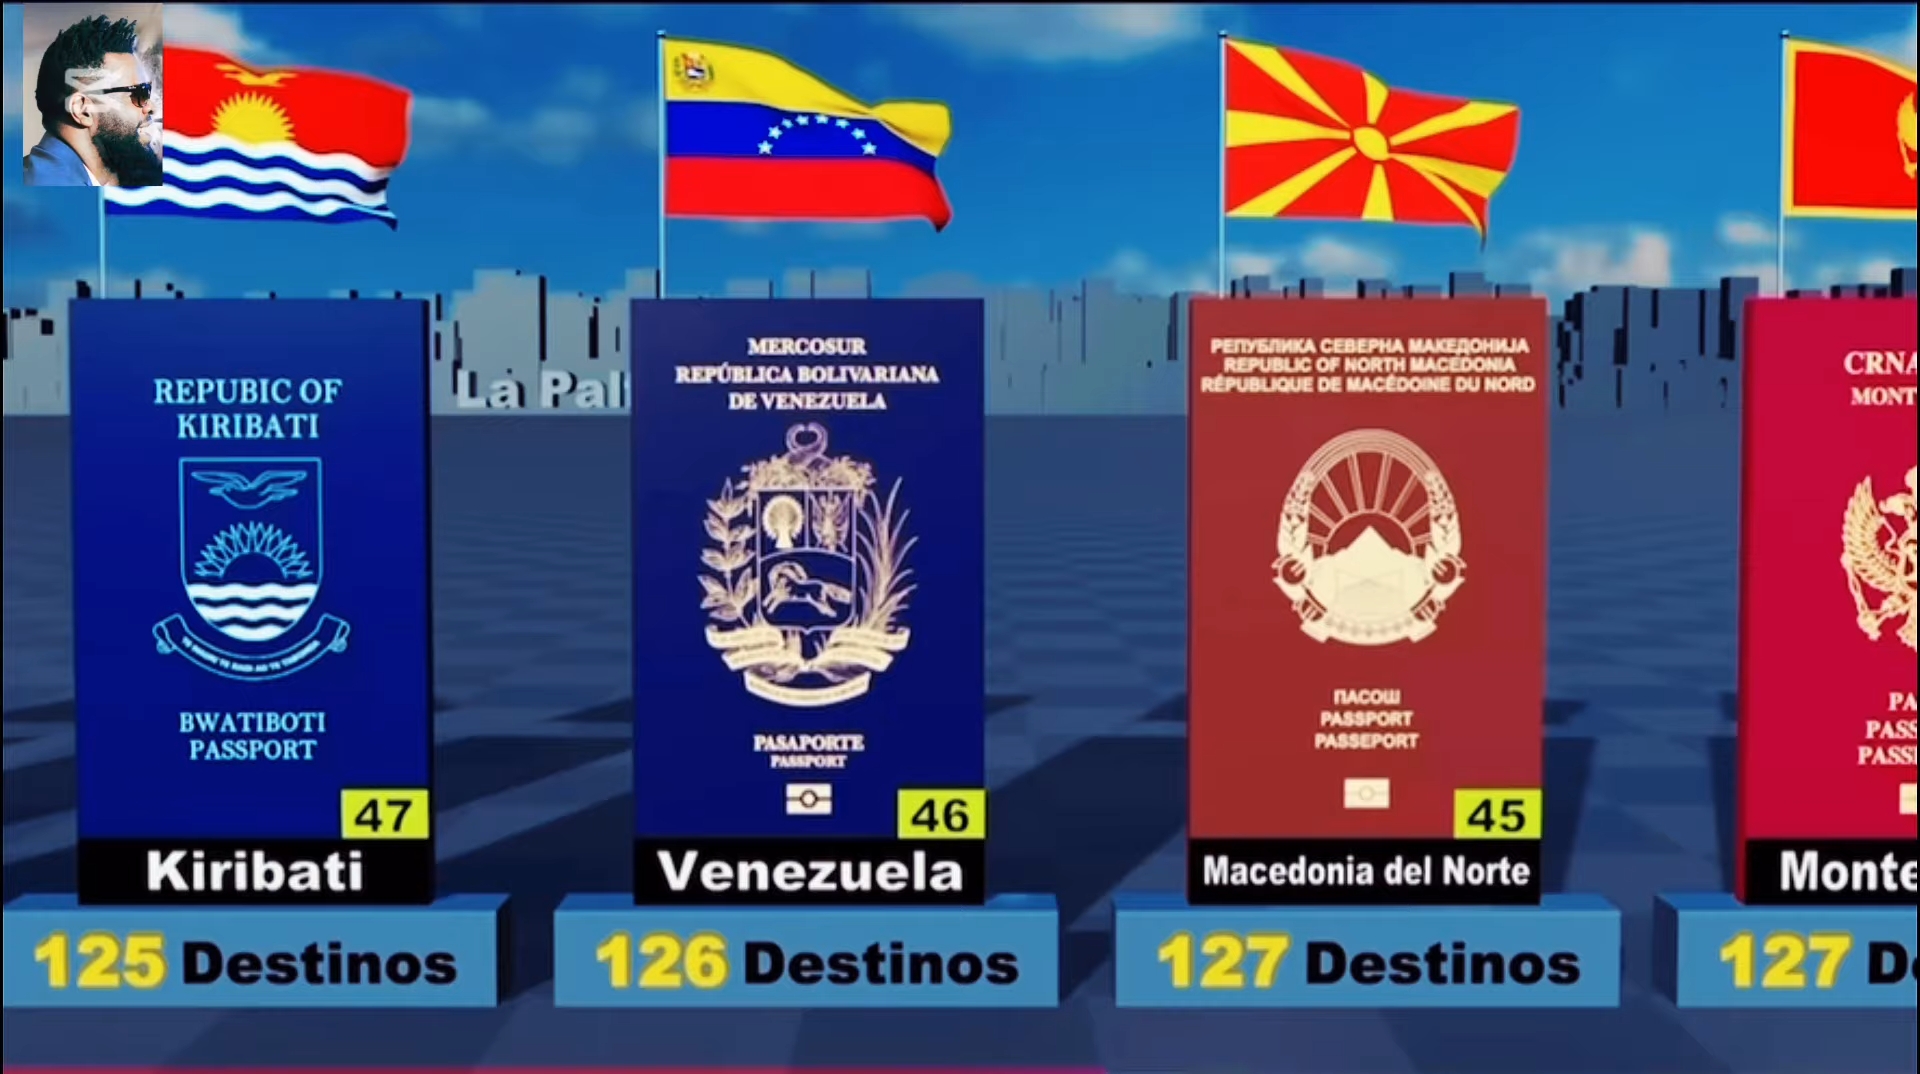 REPUBIC OF
KIRIBATI
BWATIBOTI
PASSPORT
47
Kiribati
125 Destinos
La Pal
MERCOSUR
REPÚBLICA BOLIVARIANA
DE VENEZUELA
PASAPORTE
PASSPORT
46
Venezuela
126 Destinos
РЕПУБЛИКА СЕВЕРНА МАКЕДОНИЈА
REPUBLIC OF NORTH MACEDONIA
RÉPUBLIQUE DE MACÉDOINE DU NORD
ПАСОШ
PASSPORT
PASSEPORT
45
Macedonia del Norte
127 Destinos
CRNA
MONT
PA
PASS
PASS
Monte
127 De